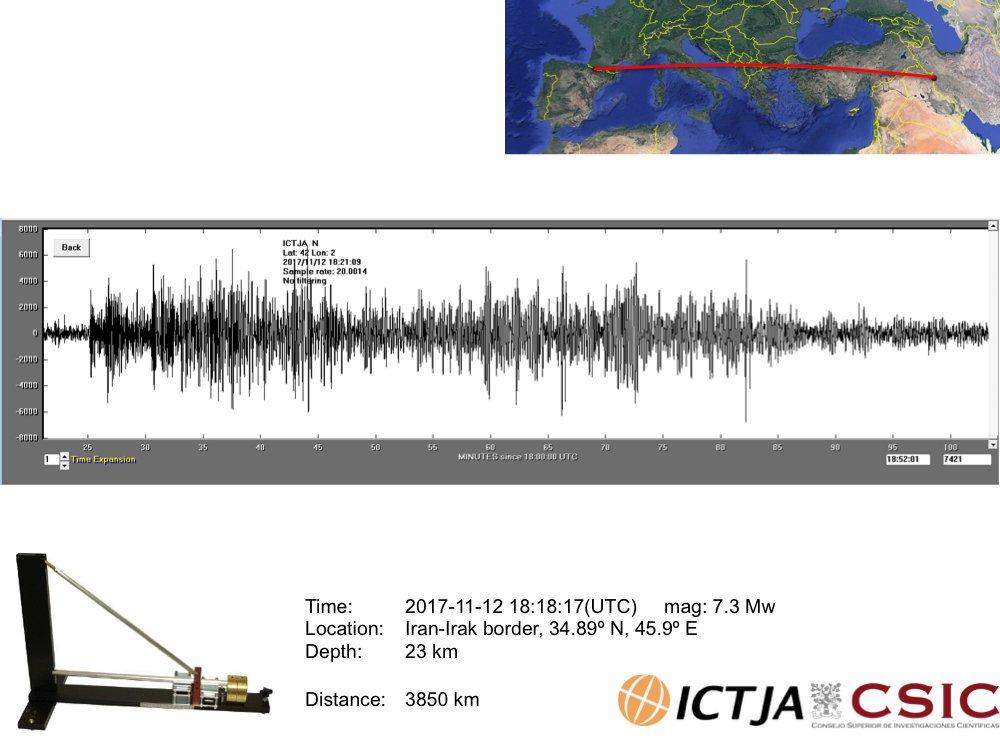 8000
6000
4000
2000
0
-2000
-4000
-6000
-8000
Back
ICTJA N
Lat: 42 Lon: 2
2017/11/12 18:21:09
Sample rate: 20.0014
No filtering
25 30 35 40 45 50 55 60 65 70 75 80 85 90 95 100
1 Time Expansion
MINUTES since 18:00:00 UTC
18:52:01 7421
Time: 2017-11-12 18:18:17(UTC) mag: 7.3 Mw
Location: Iran-Irak border, 34.89º N, 45.9º E
Depth: 23 km
Distance: 3850 km
ICTJA CSIC
CONSEJO SUPERIOR DE INVESTIGACIONES CIENTÍFICAS